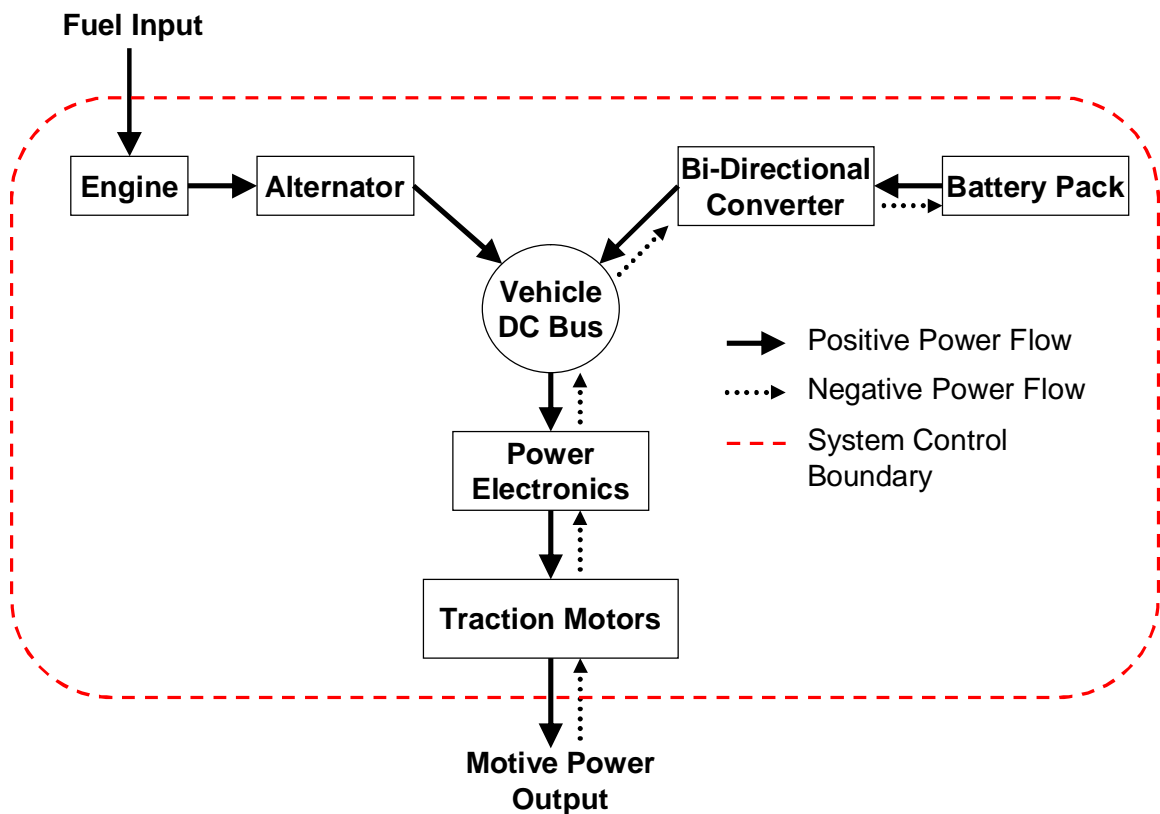 Fuel Input
Engine
Alternator
Bi-Directional
Converter
Battery Pack
Vehicle
DC Bus
Positive Power Flow
Negative Power Flow
System Control
Boundary
Power
Electronics
Traction Motors
Motive Power
Output